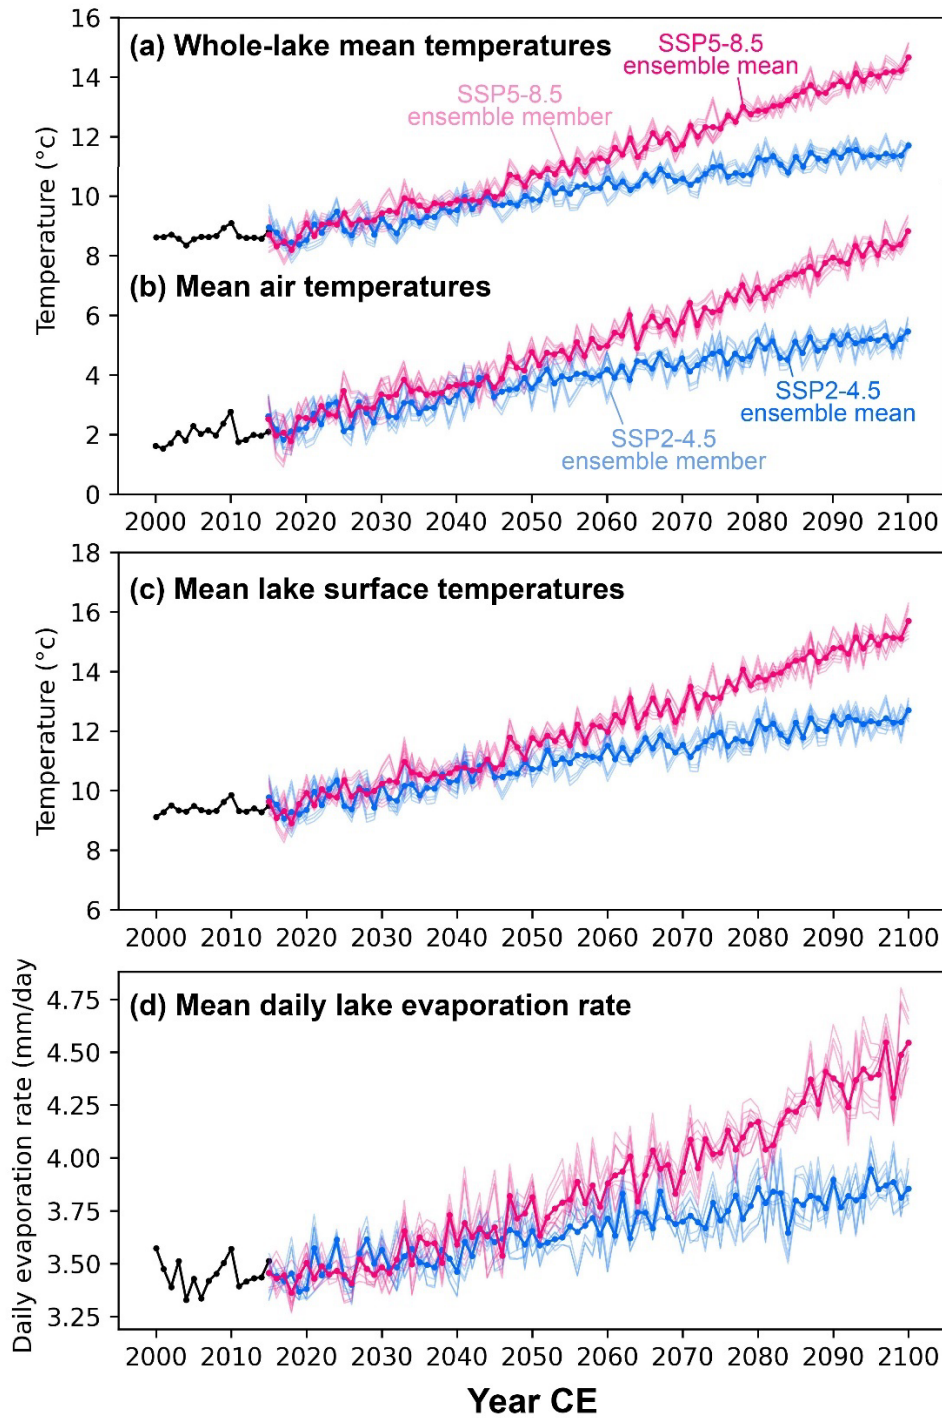 16
14
12
10
8
6
4
2
0
Temperature (°c)
(a) Whole-lake mean temperatures
SSP5-8.5
ensemble mean
SSP5-8.5
ensemble member
(b) Mean air temperatures
SSP2-4.5
ensemble mean
SSP2-4.5
ensemble member
2000 2010 2020 2030 2040 2050 2060 2070 2080 2090 2100
18
16
14
12
10
8
6
Temperature (°c)
(c) Mean lake surface temperatures
2000 2010 2020 2030 2040 2050 2060 2070 2080 2090 2100
4.75
4.50
4.25
4.00
3.75
3.50
3.25
Daily evaporation rate (mm/day)
(d) Mean daily lake evaporation rate
2000 2010 2020 2030 2040 2050 2060 2070 2080 2090 2100
Year CE